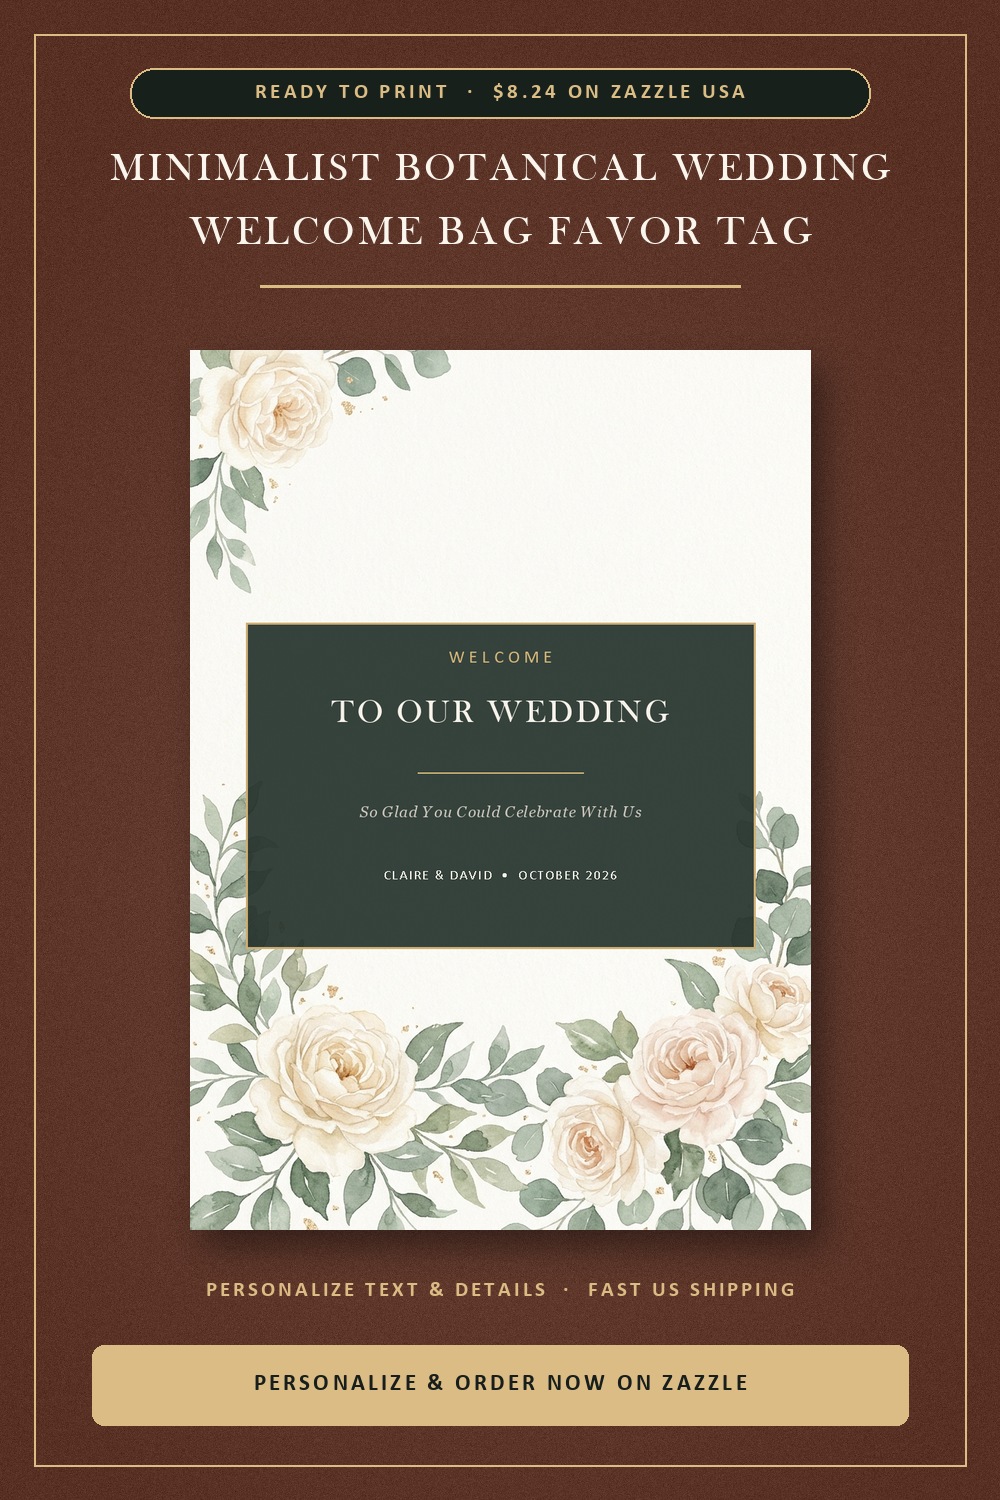 READY TO PRINT · $8.24 ON ZAZZLE USA
MINIMALIST BOTANICAL WEDDING
WELCOME BAG FAVOR TAG
WELCOME
TO OUR WEDDING
So Glad You Could Celebrate With Us
CLAIRE & DAVID • OCTOBER 2026
PERSONALIZE TEXT & DETAILS · FAST US SHIPPING
PERSONALIZE & ORDER NOW ON ZAZZLE